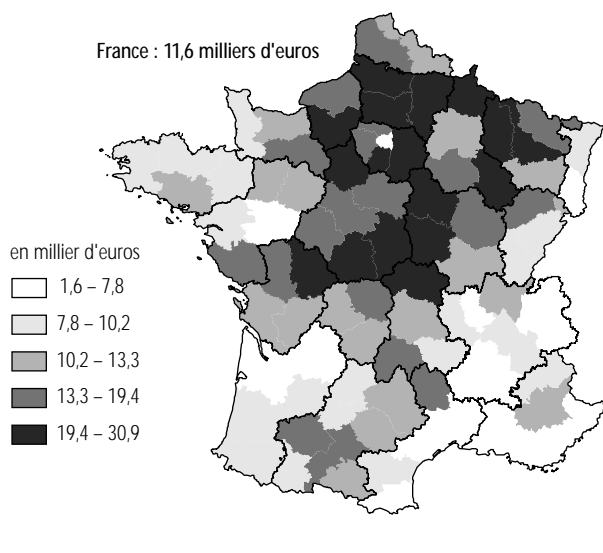 France : 11,6 milliers d'euros
en millier d'euros
1,6 – 7,8
7,8 – 10,2
10,2 – 13,3
13,3 – 19,4
19,4 – 30,9